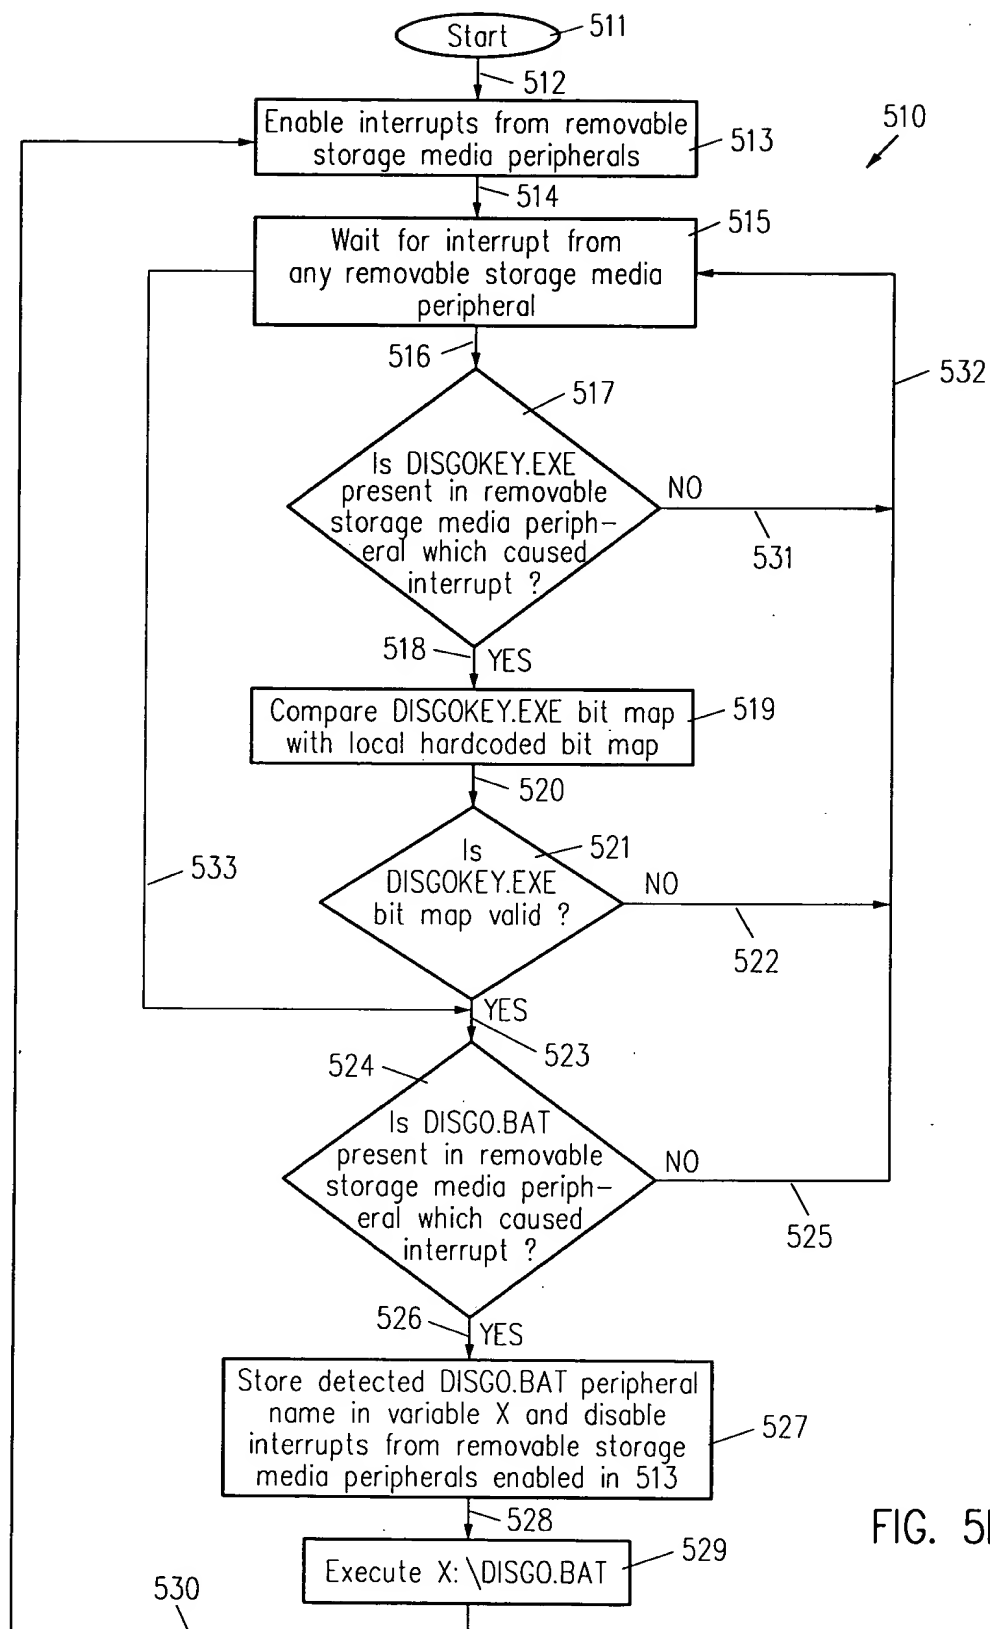 Start
511
512
Enable interrupts from removable
storage media peripherals
513
510
514
515
Wait for interrupt from
any removable storage media
peripheral
516
532
517
Is DISGOKEY.EXE
present in removable
storage media periph-
eral which caused
interrupt ?
NO
531
518
YES
Compare DISGOKEY.EXE bit map
with local hardcoded bit map
519
520
521
Is
DISGOKEY.EXE
bit map valid ?
NO
522
533
YES
523
524
Is DISGO.BAT
present in removable
storage media periph-
eral which caused
interrupt ?
NO
525
526
YES
Store detected DISGO.BAT peripheral
name in variable X and disable
interrupts from removable storage
media peripherals enabled in 513
527
528
FIG.
Execute X:\DISGO.BAT
529
530